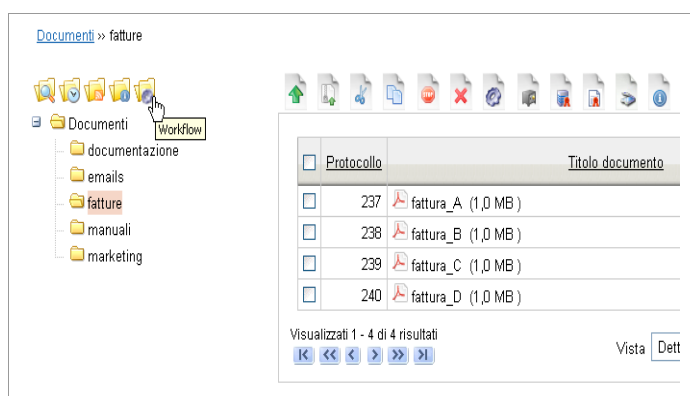 Documenti » fatture
Workflow
Documenti
documentazione
emails
fatture
manuali
marketing
Protocollo Titolo documento
237 fattura_A (1,0 MB )
238 fattura_B (1,0 MB )
239 fattura_C (1,0 MB )
240 fattura_D (1,0 MB )
Visualizzati 1 - 4 di 4 risultati
Vista Dett